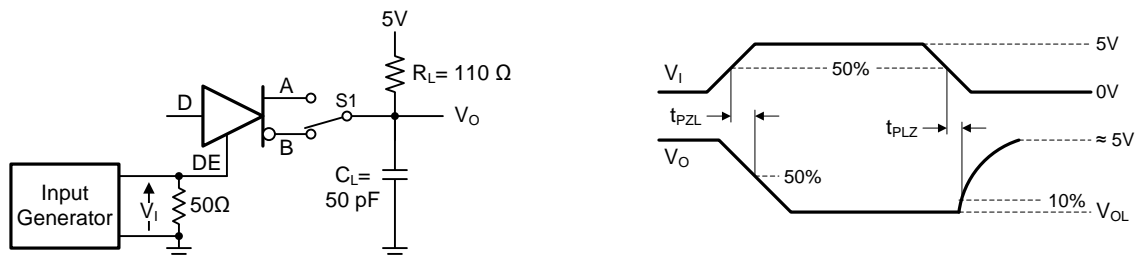 5V
R_L= 110 Ω
A
S1
D
V_O
B
DE
C_L=
50 pF
Input
Generator
V_I
50Ω
5V
V_I
50%
0V
t_PZL
t_PLZ
V_O
≈ 5V
50%
10%
V_OL